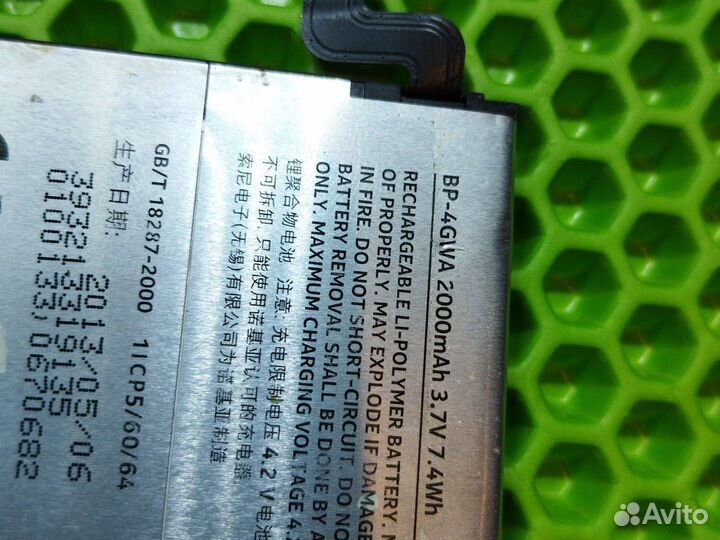 BP-4GWA 2000mAh 3.7V 7.4Wh
RECHARGEABLE LI-POLYMER BATTERY.
OF PROPERLY. MAY EXPLODE IF DAMAGE
IN FIRE. DO NOT SHORT-CIRCUIT. DO NO
BATTERY REMOVAL SHALL BE DONE BY A
ONLY. MAXIMUM CHARGING VOLTAGE 4.
锂聚合物电池 注意: 充电限制电压 4.2 V 电池
不可拆卸. 只能使用诺基亚认可的充电器
索尼电子(无锡)有限公司为诺基亚制造
GB/T 18287-2000 1ICP5/60/64
生产日期:
2013/05/06
3932133319135
0100133,0670682
Avito